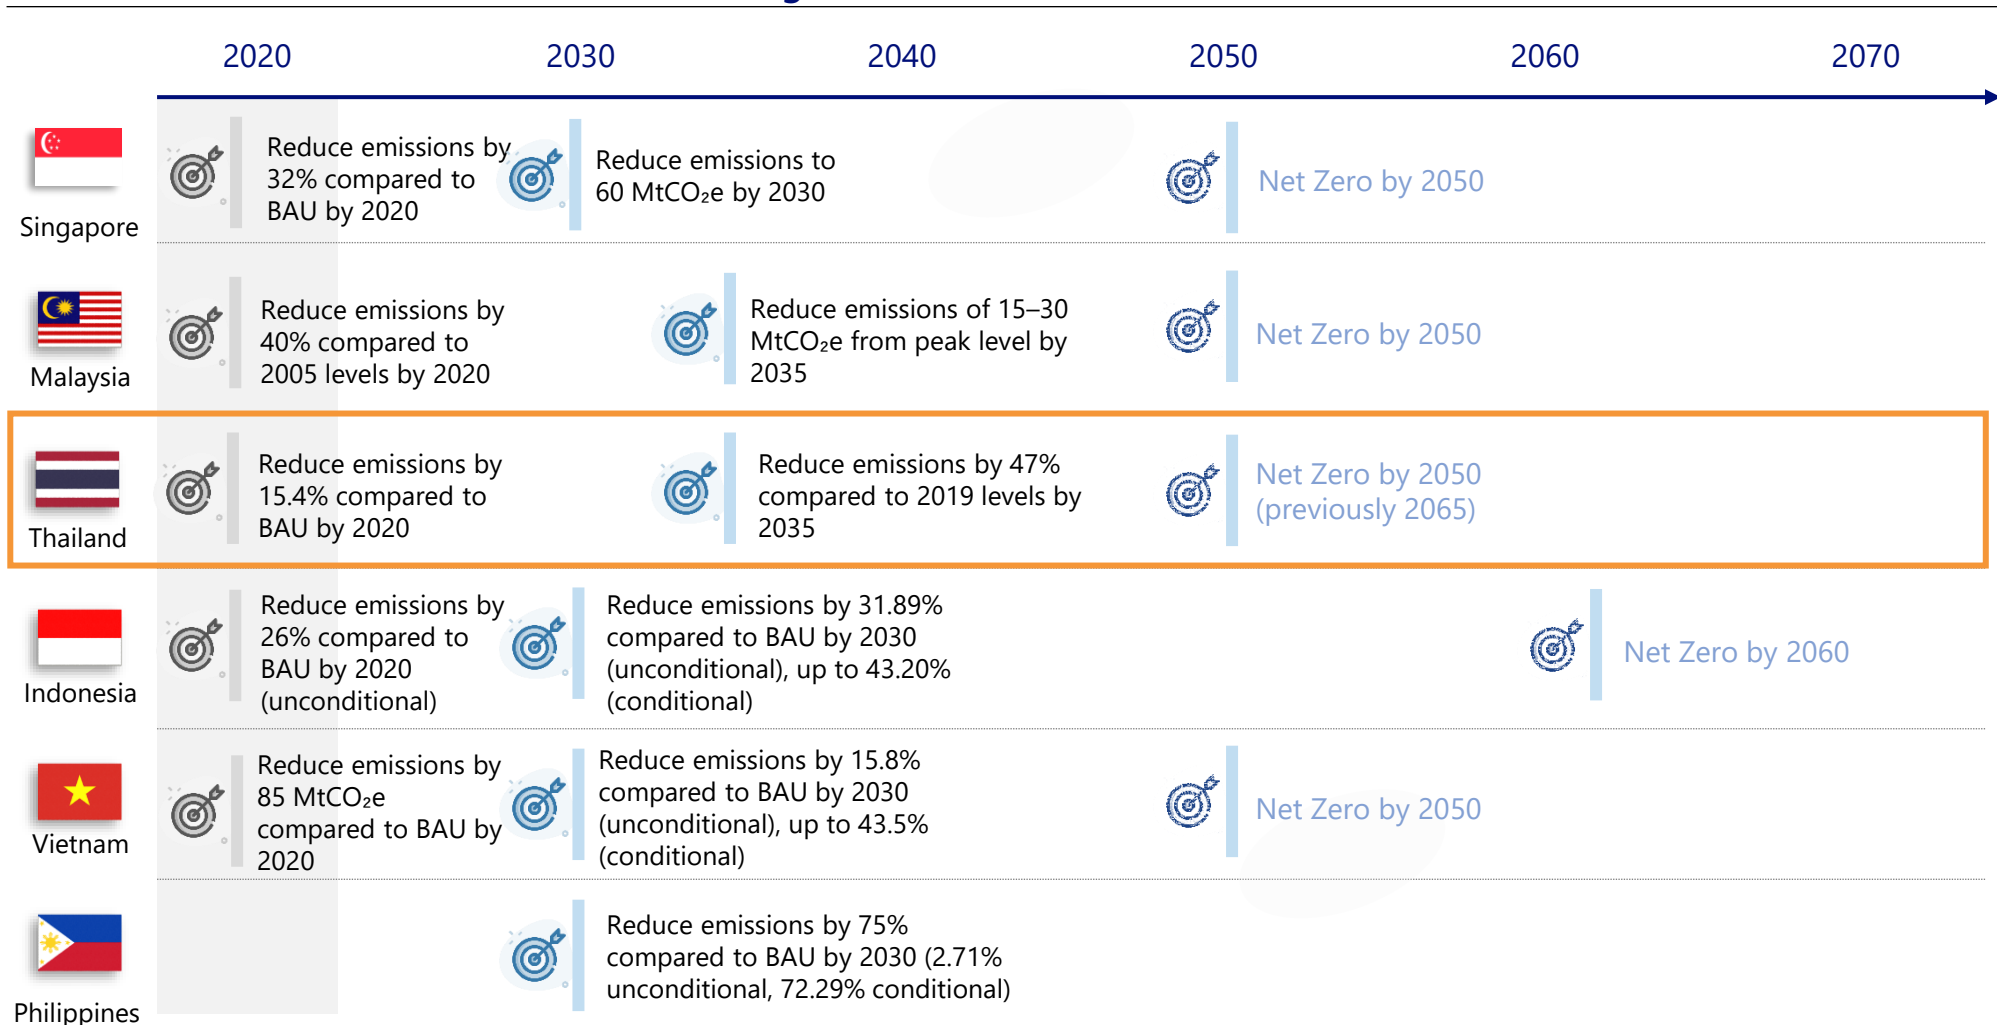 2020 2030 2040 2050 2060 2070
Singapore
Reduce emissions by
32% compared to
BAU by 2020
Reduce emissions to
60 MtCO₂e by 2030
Net Zero by 2050
Malaysia
Reduce emissions by
40% compared to
2005 levels by 2020
Reduce emissions of 15–30
MtCO₂e from peak level by
2035
Net Zero by 2050
Thailand
Reduce emissions by
15.4% compared to
BAU by 2020
Reduce emissions by 47%
compared to 2019 levels by
2035
Net Zero by 2050
(previously 2065)
Indonesia
Reduce emissions by
26% compared to
BAU by 2020
(unconditional)
Reduce emissions by 31.89%
compared to BAU by 2030
(unconditional), up to 43.20%
(conditional)
Net Zero by 2060
Vietnam
Reduce emissions by
85 MtCO₂e
compared to BAU by
2020
Reduce emissions by 15.8%
compared to BAU by 2030
(unconditional), up to 43.5%
(conditional)
Net Zero by 2050
Philippines
Reduce emissions by 75%
compared to BAU by 2030 (2.71%
unconditional, 72.29% conditional)